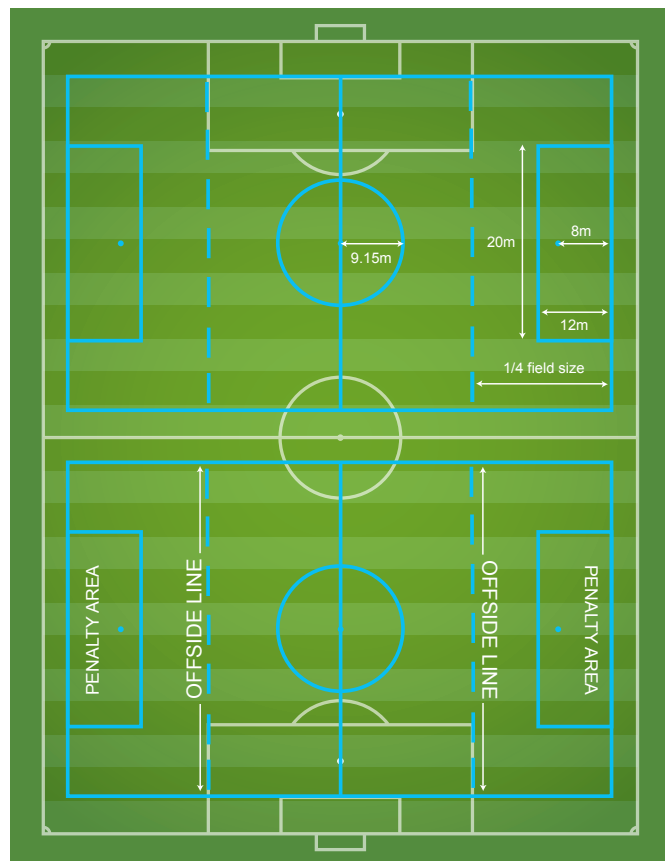 8m
20m
9.15m
12m
1/4 field size
PENALTY AREA
OFFSIDE LINE
OFFSIDE LINE
PENALTY AREA